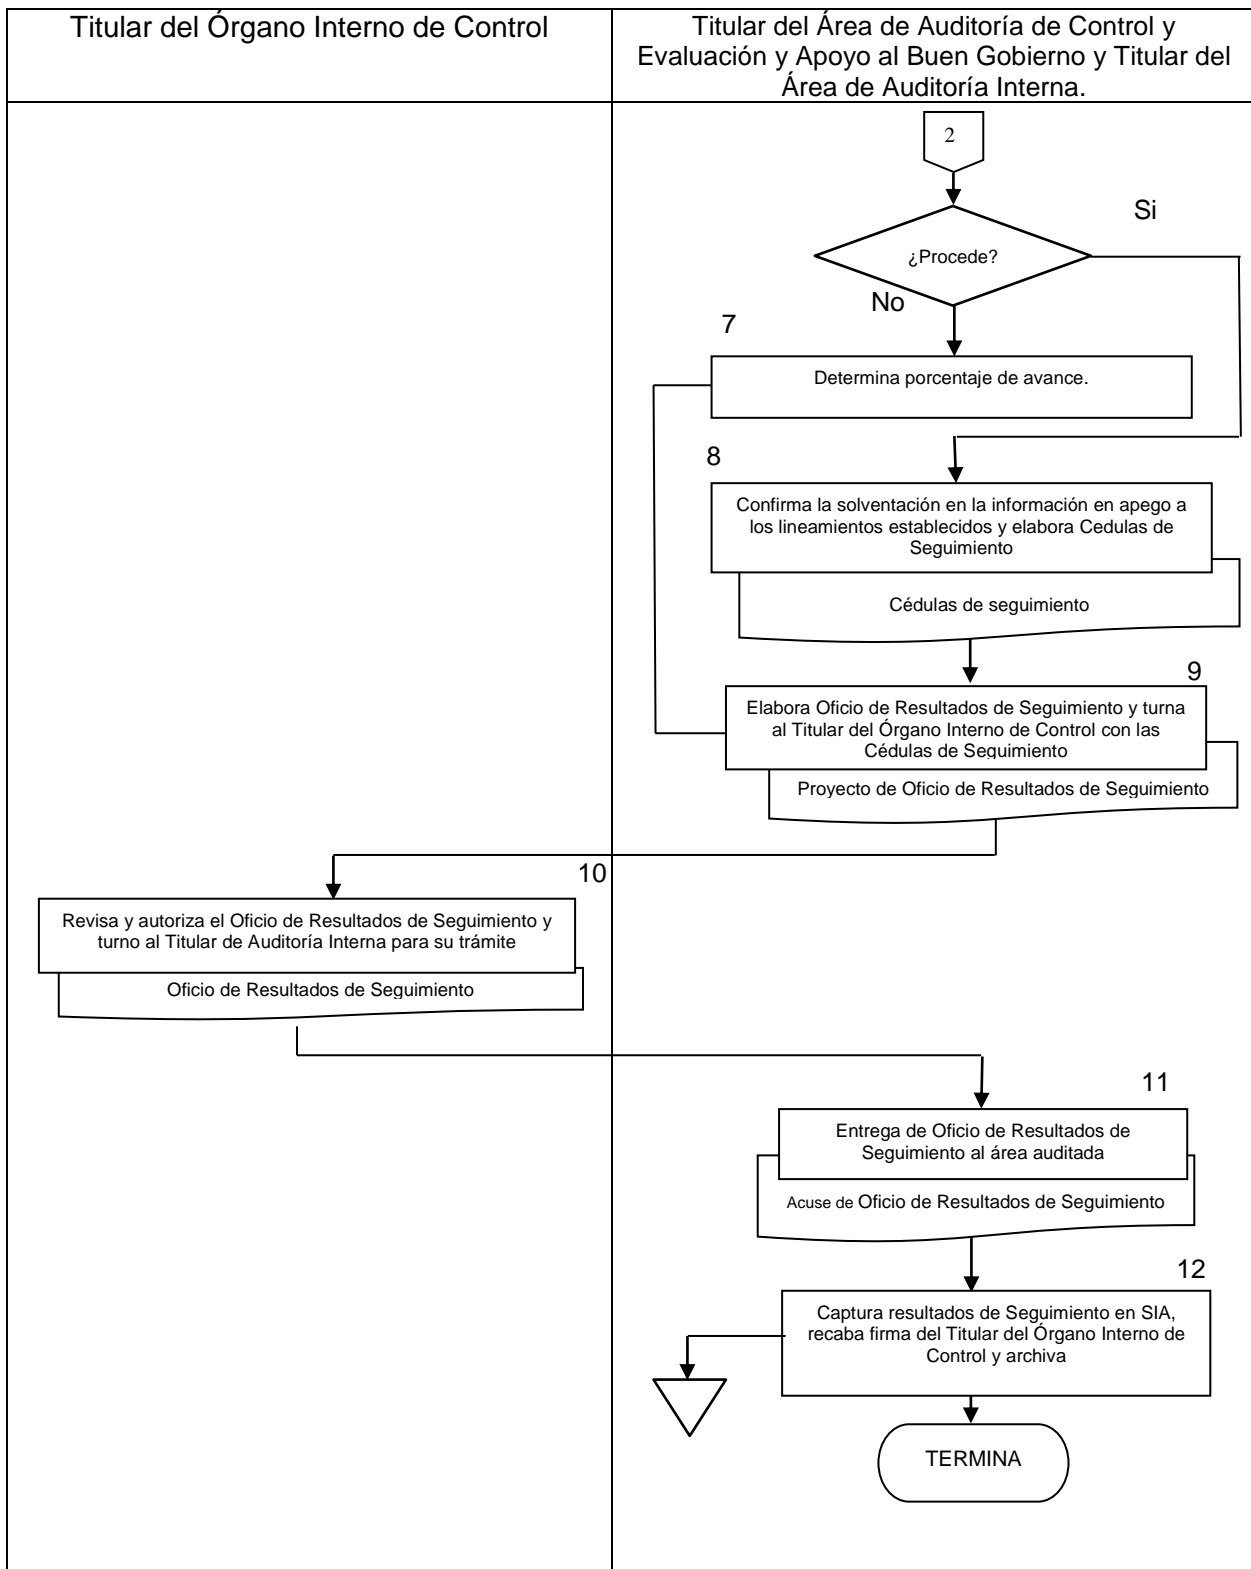 Titular del Órgano Interno de Control
Titular del Área de Auditoría de Control y
Evaluación y Apoyo al Buen Gobierno y Titular del
Área de Auditoría Interna.
2
Si
¿Procede?
No
7
Determina porcentaje de avance.
8
Confirma la solventación en la información en apego a
los lineamientos establecidos y elabora Cedulas de
Seguimiento
Cédulas de seguimiento
9
Elabora Oficio de Resultados de Seguimiento y turna
al Titular del Órgano Interno de Control con las
Cédulas de Seguimiento
Proyecto de Oficio de Resultados de Seguimiento
10
Revisa y autoriza el Oficio de Resultados de Seguimiento y
turno al Titular de Auditoría Interna para su trámite
Oficio de Resultados de Seguimiento
11
Entrega de Oficio de Resultados de
Seguimiento al área auditada
Acuse de Oficio de Resultados de Seguimiento
12
Captura resultados de Seguimiento en SIA,
recaba firma del Titular del Órgano Interno de
Control y archiva
TERMINA